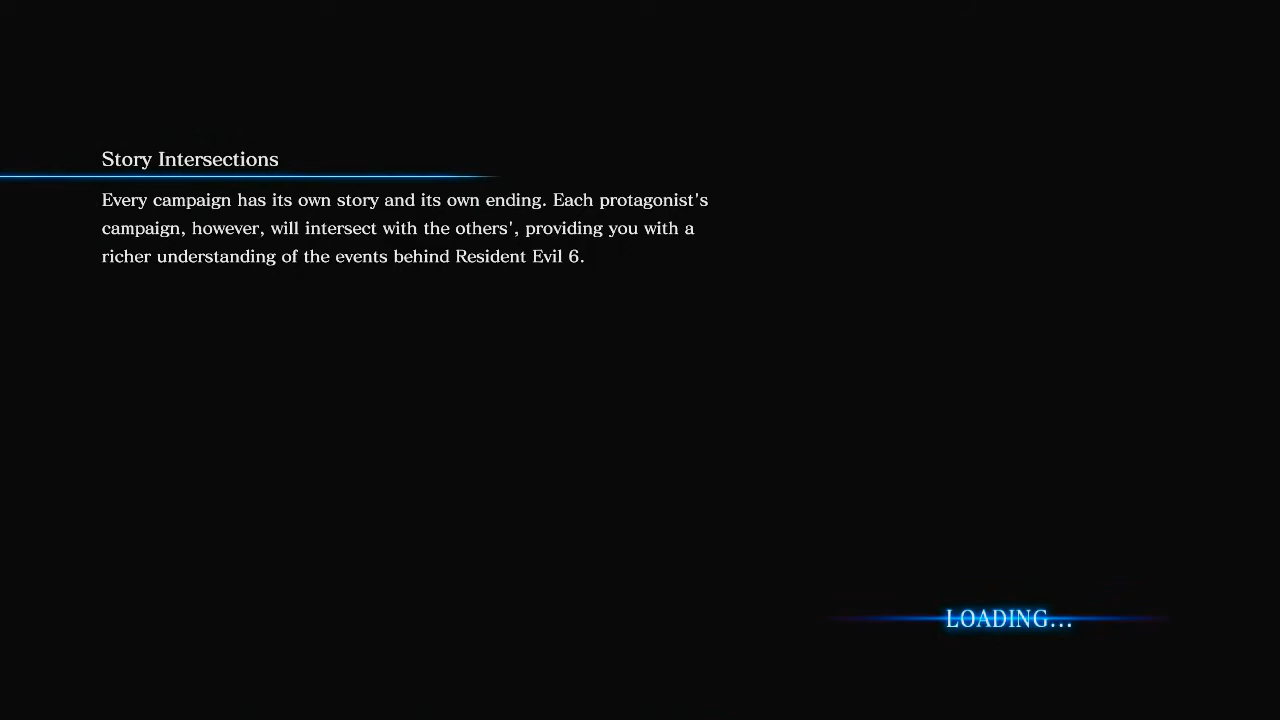 Story Intersections
Every campaign has its own story and its own ending. Each protagonist's
campaign, however, will intersect with the others', providing you with a
richer understanding of the events behind Resident Evil 6.
LOADING...